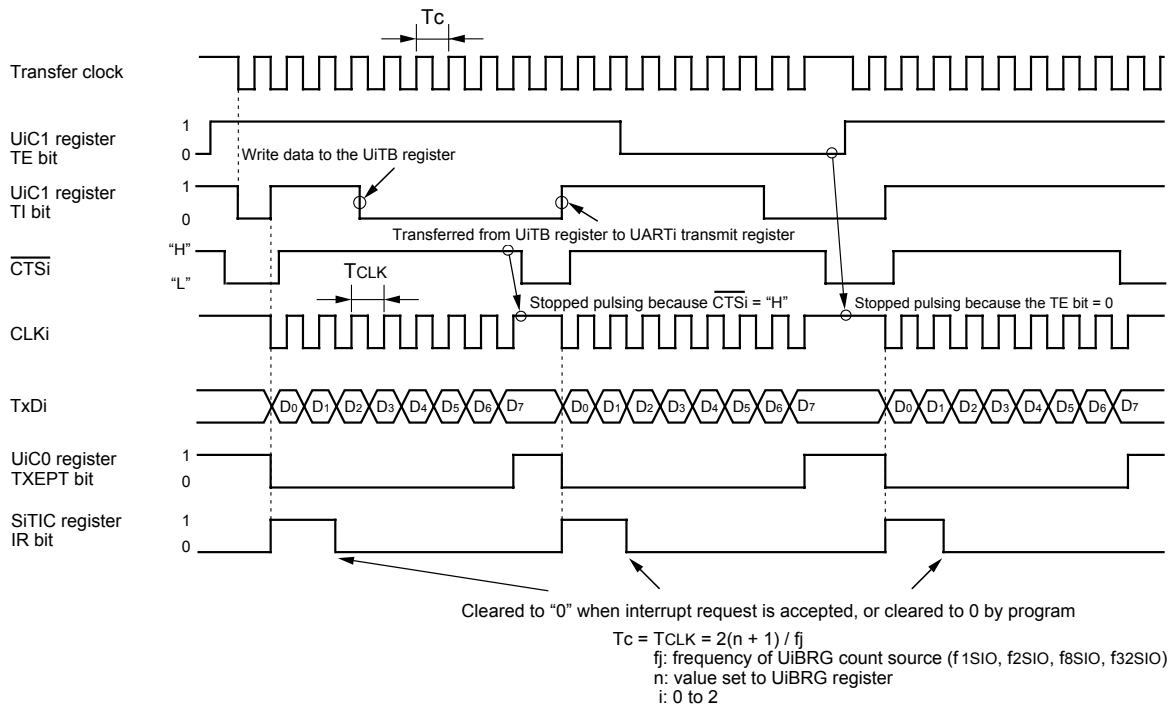 Tc
Transfer clock
UiC1 register
TE bit
1
0
Write data to the UiTB register
UiC1 register
TI bit
1
0
Transferred from UiTB register to UARTi transmit register
CTSi
“H”
“L”
TCLK
Stopped pulsing because CTSi = “H”
Stopped pulsing because the TE bit = 0
CLKi
TxDi
D0 D1 D2 D3 D4 D5 D6 D7 D0 D1 D2 D3 D4 D5 D6 D7 D0 D1 D2 D3 D4 D5 D6 D7
UiC0 register
TXEPT bit
1
0
SiTIC register
IR bit
1
0
Cleared to “0” when interrupt request is accepted, or cleared to 0 by program
Tc = TCLK = 2(n + 1) / fj
fj: frequency of UiBRG count source (f1SIO, f2SIO, f8SIO, f32SIO)
n: value set to UiBRG register
i: 0 to 2